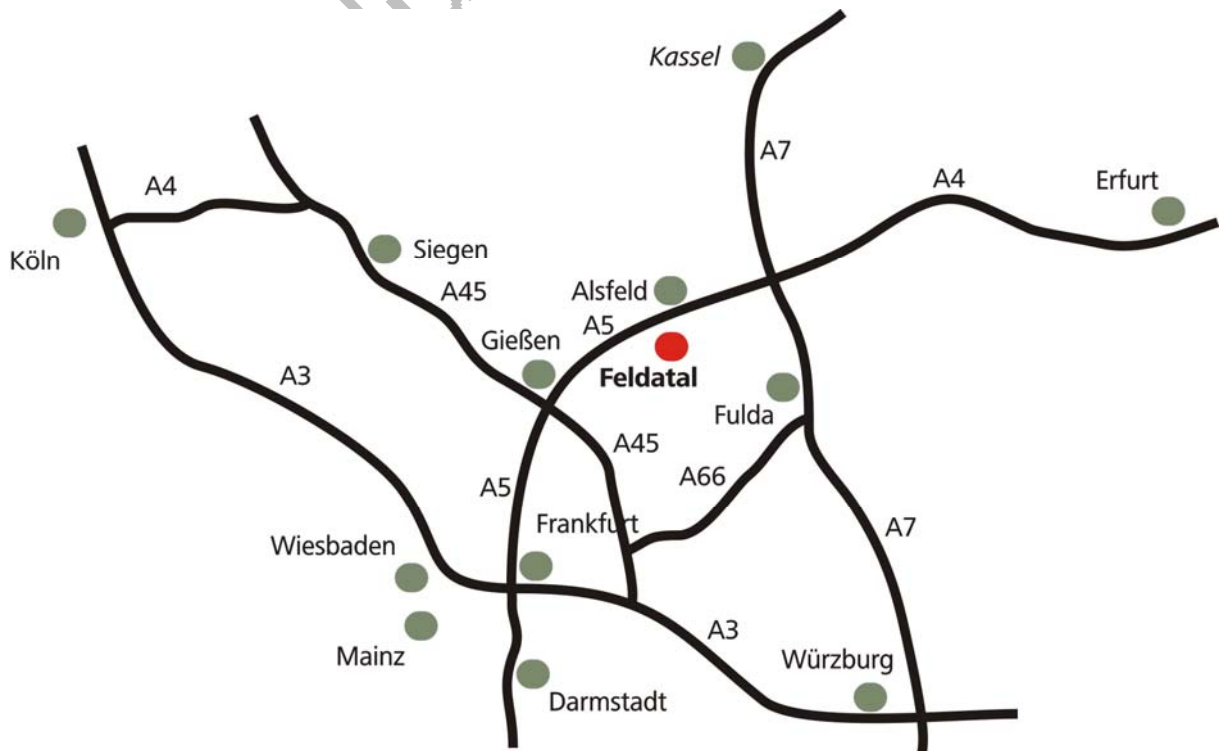 Kassel
A7
A4
A4
Erfurt
Siegen
Köln
A45
Alsfeld
A5
Gießen
Feldatal
A3
Fulda
A45
A66
A5
Frankfurt
A7
Wiesbaden
A3
Mainz
Würzburg
Darmstadt